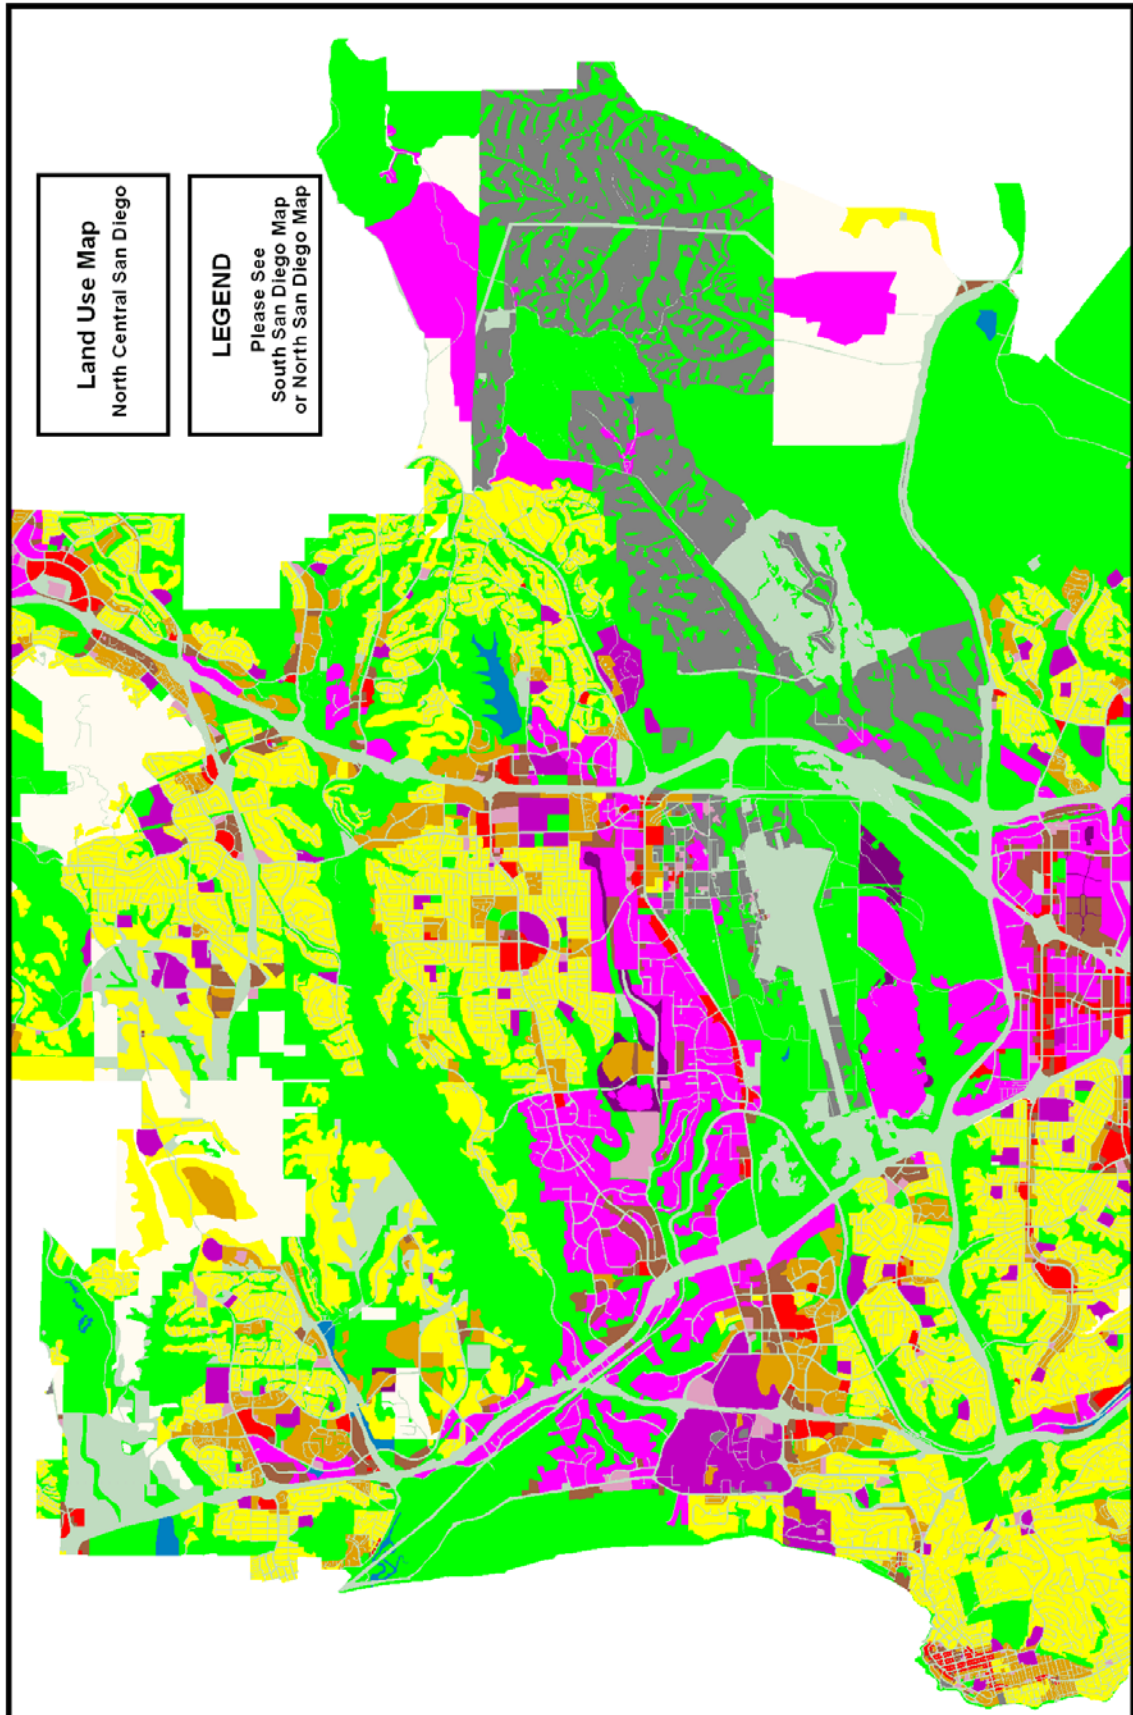 Land Use Map
North Central San Diego
LEGEND
Please See
South San Diego Map
or North San Diego Map